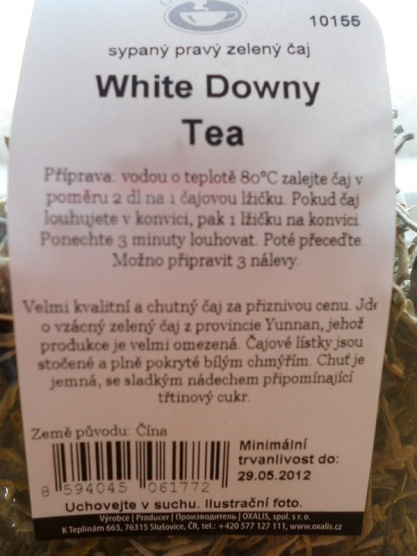 OXALIS
10155
sypaný pravý zelený čaj
White Downy
Tea
Příprava: vodou o teplotě 80°C zalejte čaj v
poměru 2 dl na 1 čajovou lžičku. Pokud čaj
louhujete v konvici, pak 1 lžičku na konvici.
Ponechte 3 minuty louhovat. Poté přeceďte.
Možno připravit 3 nálevy.
Velmi kvalitní a chutný čaj za příznivou cenu. Jde
o vzácný zelený čaj z provincie Yunnan, jehož
produkce je velmi omezená. Čajové lístky jsou
stočené a plně pokryté bílým chmýřím. Chuť je
jemná, se sladkým nádechem připomínající
třtinový cukr.
Země původu: Čína
Minimální
trvanlivost do:
29.05.2012
8 594045 061772
Uchovejte v suchu. Ilustrační foto.
Výrobce | Producer | Производитель | OXALIS, spol. s r. o.
K Teplinám 663, 76315 Slušovice, ČR, tel.: +420 577 127 111, www.oxalis.cz